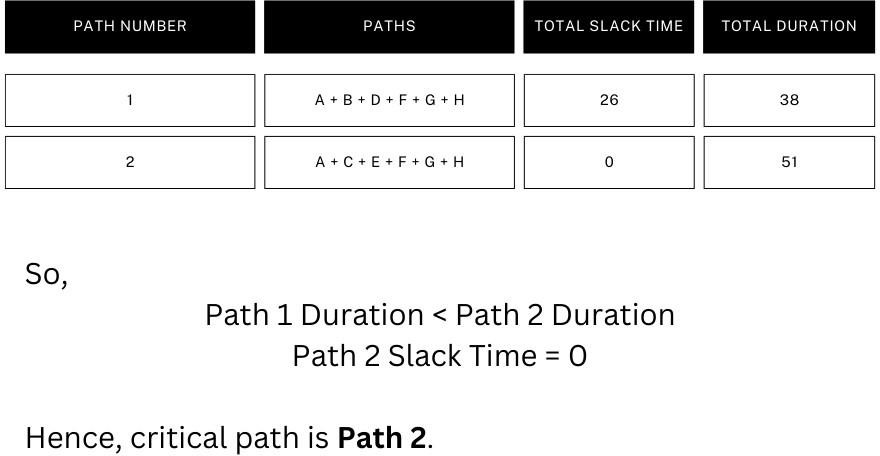 PATH NUMBER PATHS TOTAL SLACK TIME TOTAL DURATION
1 A + B + D + F + G + H 26 38
2 A + C + E + F + G + H 0 51
So,
Path 1 Duration < Path 2 Duration
Path 2 Slack Time = 0
Hence, critical path is Path 2.